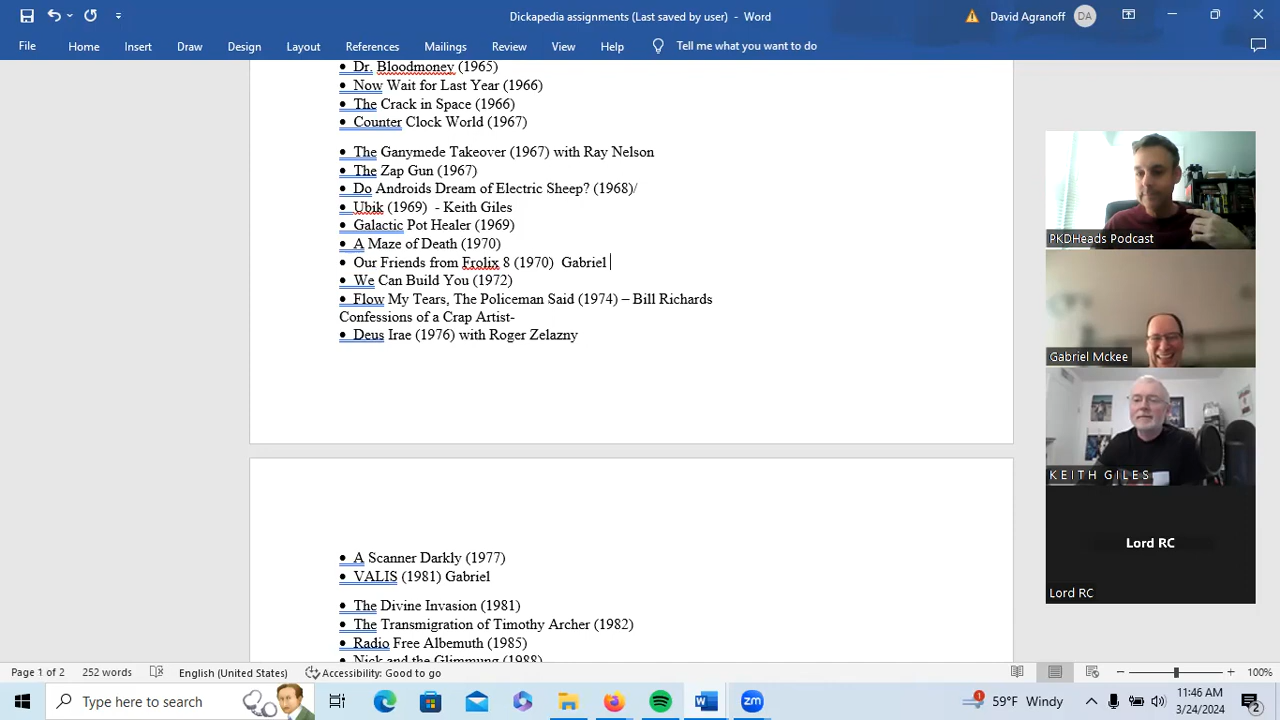 Dickapedia (Last saved by user) - Word
David Agranoff DA
File Home Insert Draw Design Layout References Mailings Review View Help Tell me what you want to do
• Dr. Bloodmoney (1965)
• Now Wait for Last Year (1966)
• The Crack in Space (1966)
• Counter Clock World (1967)
• The Ganymede Takeover (1967) with Ray Nelson
• The Zap Gun (1967)
• Do Androids Dream of Electric Sheep? (1968)/
• Ubik (1969) - Keith Giles
• Galactic Pot Healer (1969)
• A Maze of Death (1970)
• Our Friends from Frolix 8 (1970) Gabriel
• We Can Build You (1972)
• Flow My Tears, The Policeman Said (1974) – Bill Richards
Confessions of a Crap Artist-
• Deus Irae (1976) with Roger Zelazny
• A Scanner Darkly (1977)
• VALIS (1981) Gabriel
• The Divine Invasion (1981)
• The Transmigration of Timothy Archer (1982)
• Radio Free Albemuth (1985)
• Nick and the Glimmung (1988)
PKDHeads Podcast
Gabriel Mckee
KEITH GILES
Lord RC
Lord RC
Page 1 of 2 252 words English (United States) Accessibility: Good to go 100%
Type here to search
1 59°F Windy
11:46 AM
3/24/2024
2